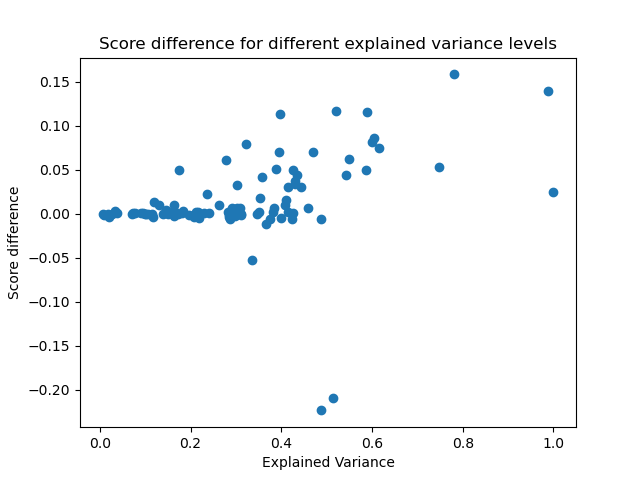 Score difference for different explained variance levels
0.15
0.10
0.05
0.00
−0.05
−0.10
−0.15
−0.20
Score difference
0.0 0.2 0.4 0.6 0.8 1.0
Explained Variance